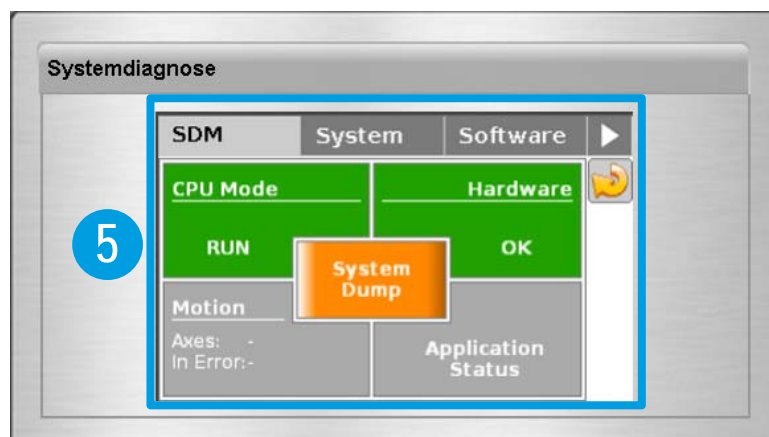 Systemdiagnose
SDM System Software
CPU Mode
Hardware
5
RUN
OK
System
Dump
Motion
Axes: -
In Error:-
Application
Status